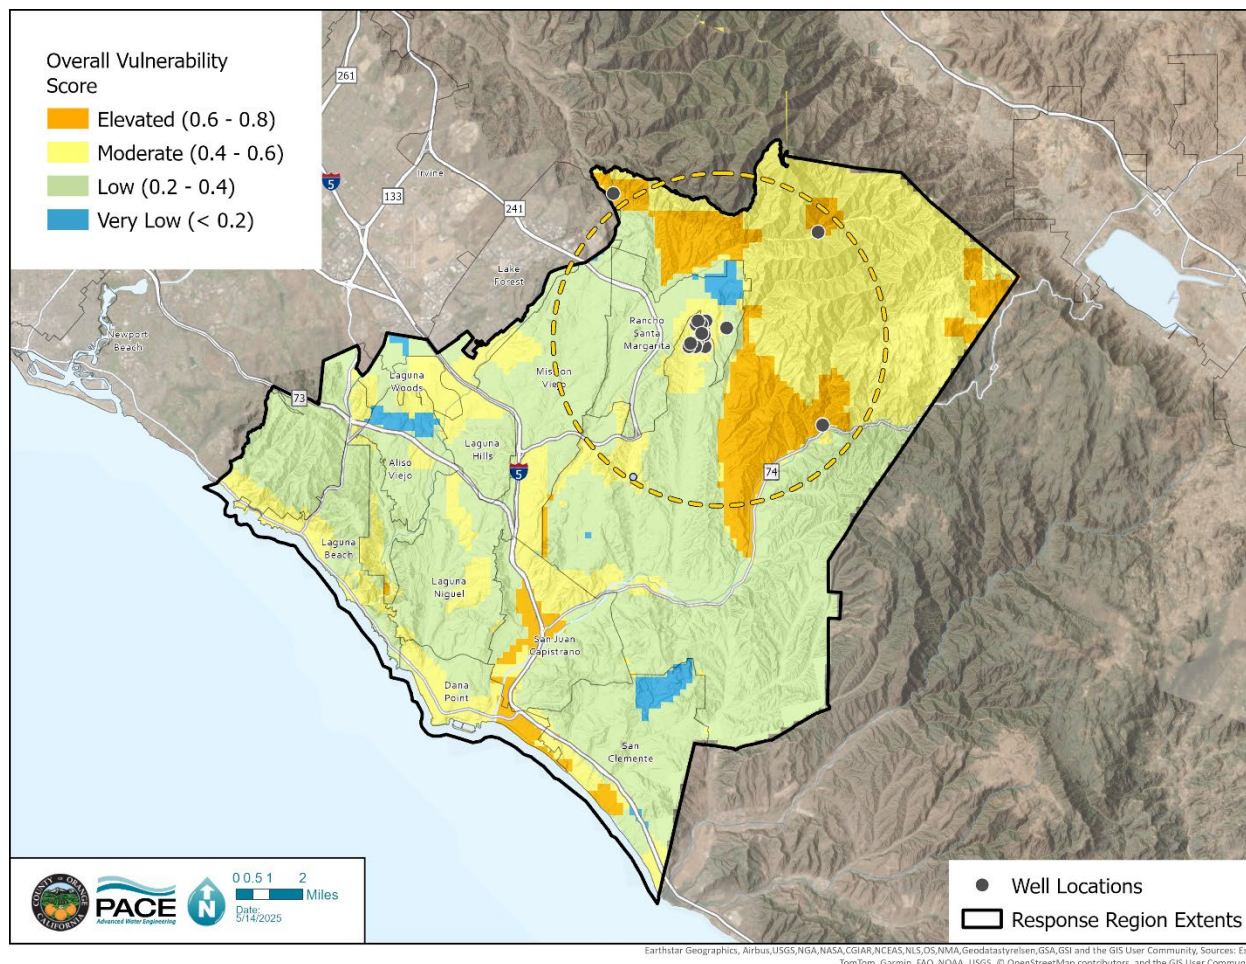 Overall Vulnerability
Score
Elevated (0.6 - 0.8)
Moderate (0.4 - 0.6)
Low (0.2 - 0.4)
Very Low (< 0.2)
261
5
133
Irvine
241
Lake
Forest
Newport
Beach
Rancho
Santa
Margarita
Mission
Viejo
Laguna
Woods
73
Laguna
Hills
Aliso
Viejo
5
74
Laguna
Beach
Laguna
Niguel
San Juan
Capistrano
Dana
Point
San
Clemente
COUNTY OF ORANGE
CALIFORNIA
PACE
Advanced Water Engineering
N
0 0.5 1 2
Miles
Date:
5/14/2025
Well Locations
Response Region Extents
Earthstar Geographics, Airbus,USGS,NGA,NASA,CGIAR,NCEAS,NLS,OS,NMA,Geodatastyrelsen,GSA,GSI and the GIS User Community, Sources: Es
TomTom, Garmin, FAO, NOAA, USGS, © OpenStreetMap contributors, and the GIS User Commun